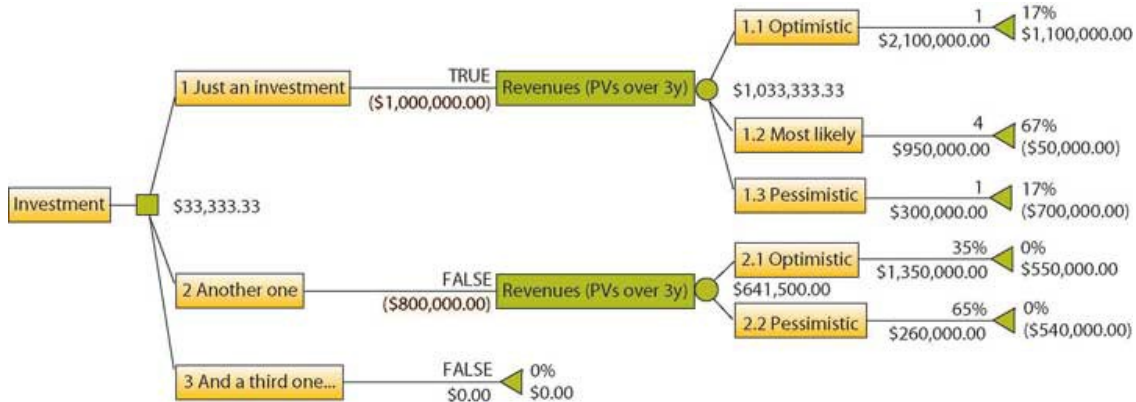 1.1 Optimistic
1
$2,100,000.00
17%
$1,100,000.00
1 Just an investment
TRUE
($1,000,000.00)
Revenues (PVs over 3y)
$1,033,333.33
1.2 Most likely
4
$950,000.00
67%
($50,000.00)
1.3 Pessimistic
1
$300,000.00
17%
($700,000.00)
Investment
$33,333.33
2 Another one
FALSE
($800,000.00)
Revenues (PVs over 3y)
$641,500.00
2.1 Optimistic
35%
$1,350,000.00
0%
$550,000.00
2.2 Pessimistic
65%
$260,000.00
0%
($540,000.00)
3 And a third one...
FALSE
$0.00
0%
$0.00